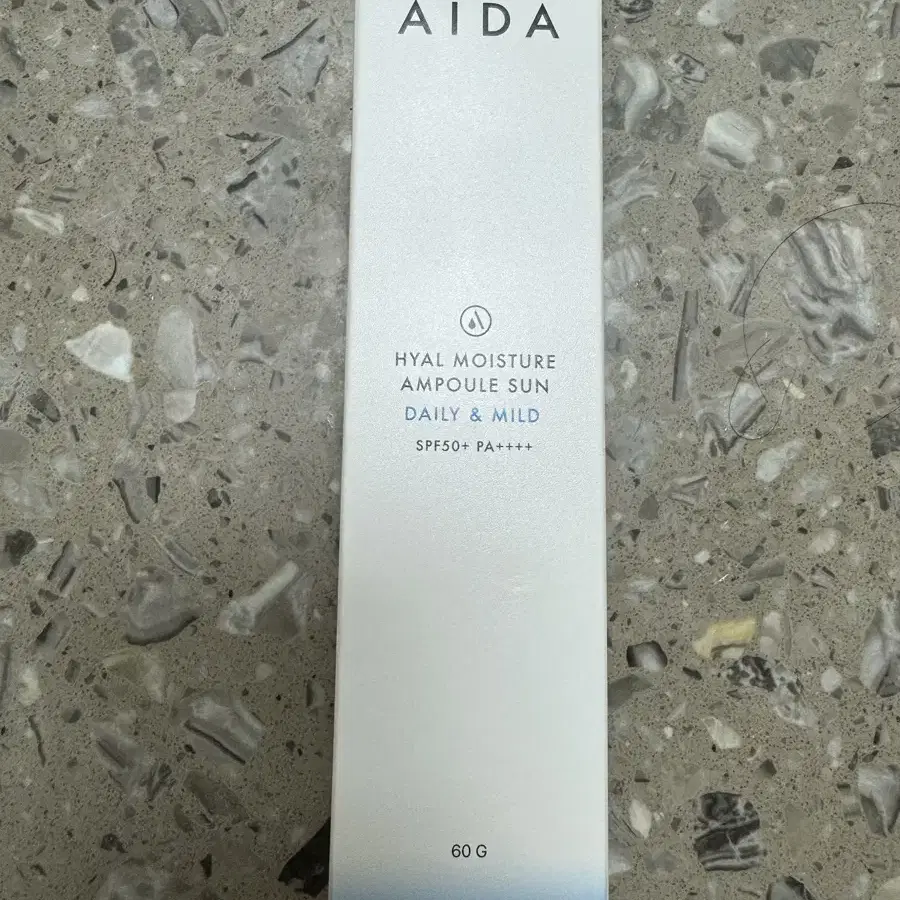 AIDA
HYAL MOISTURE
AMPOULE SUN
DAILY & MILD
SPF50+ PA++++
60 G